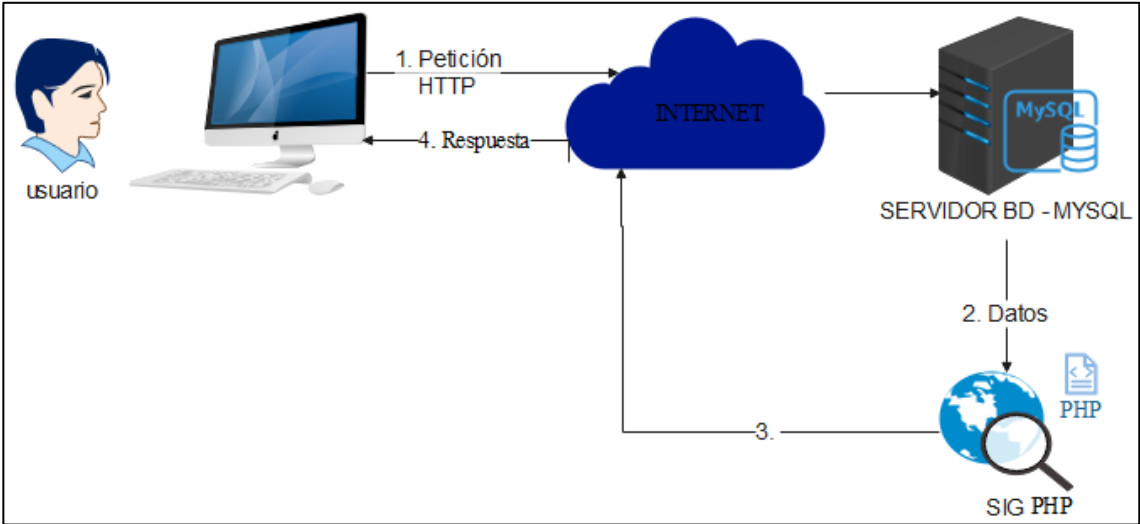 1. Petición
HTTP
INTERNET
MySQL
4. Respuesta
usuario
SERVIDOR BD - MYSQL
2. Datos
PHP
3.
SIG PHP